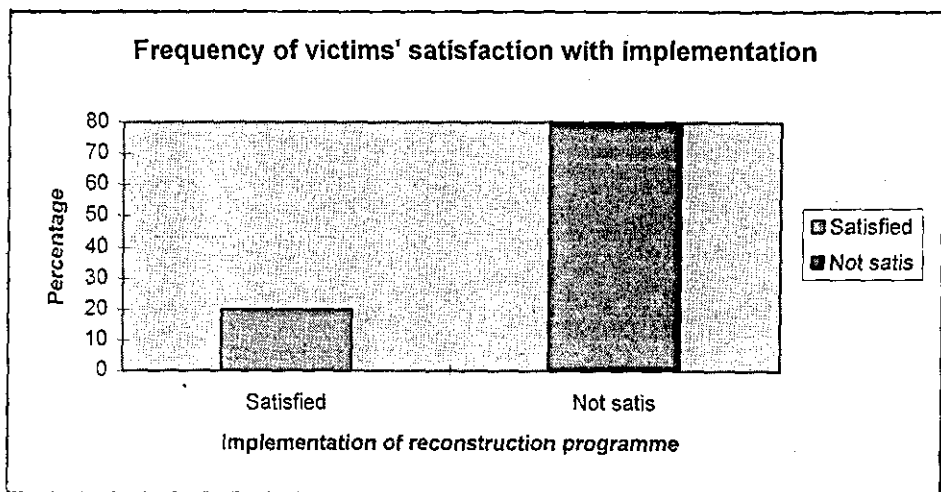 Frequency of victims' satisfaction with implementation
80
70
60
50
40
30
20
10
0
Percentage
Satisfied
Not satis
Implementation of reconstruction programme
Satisfied
Not satis